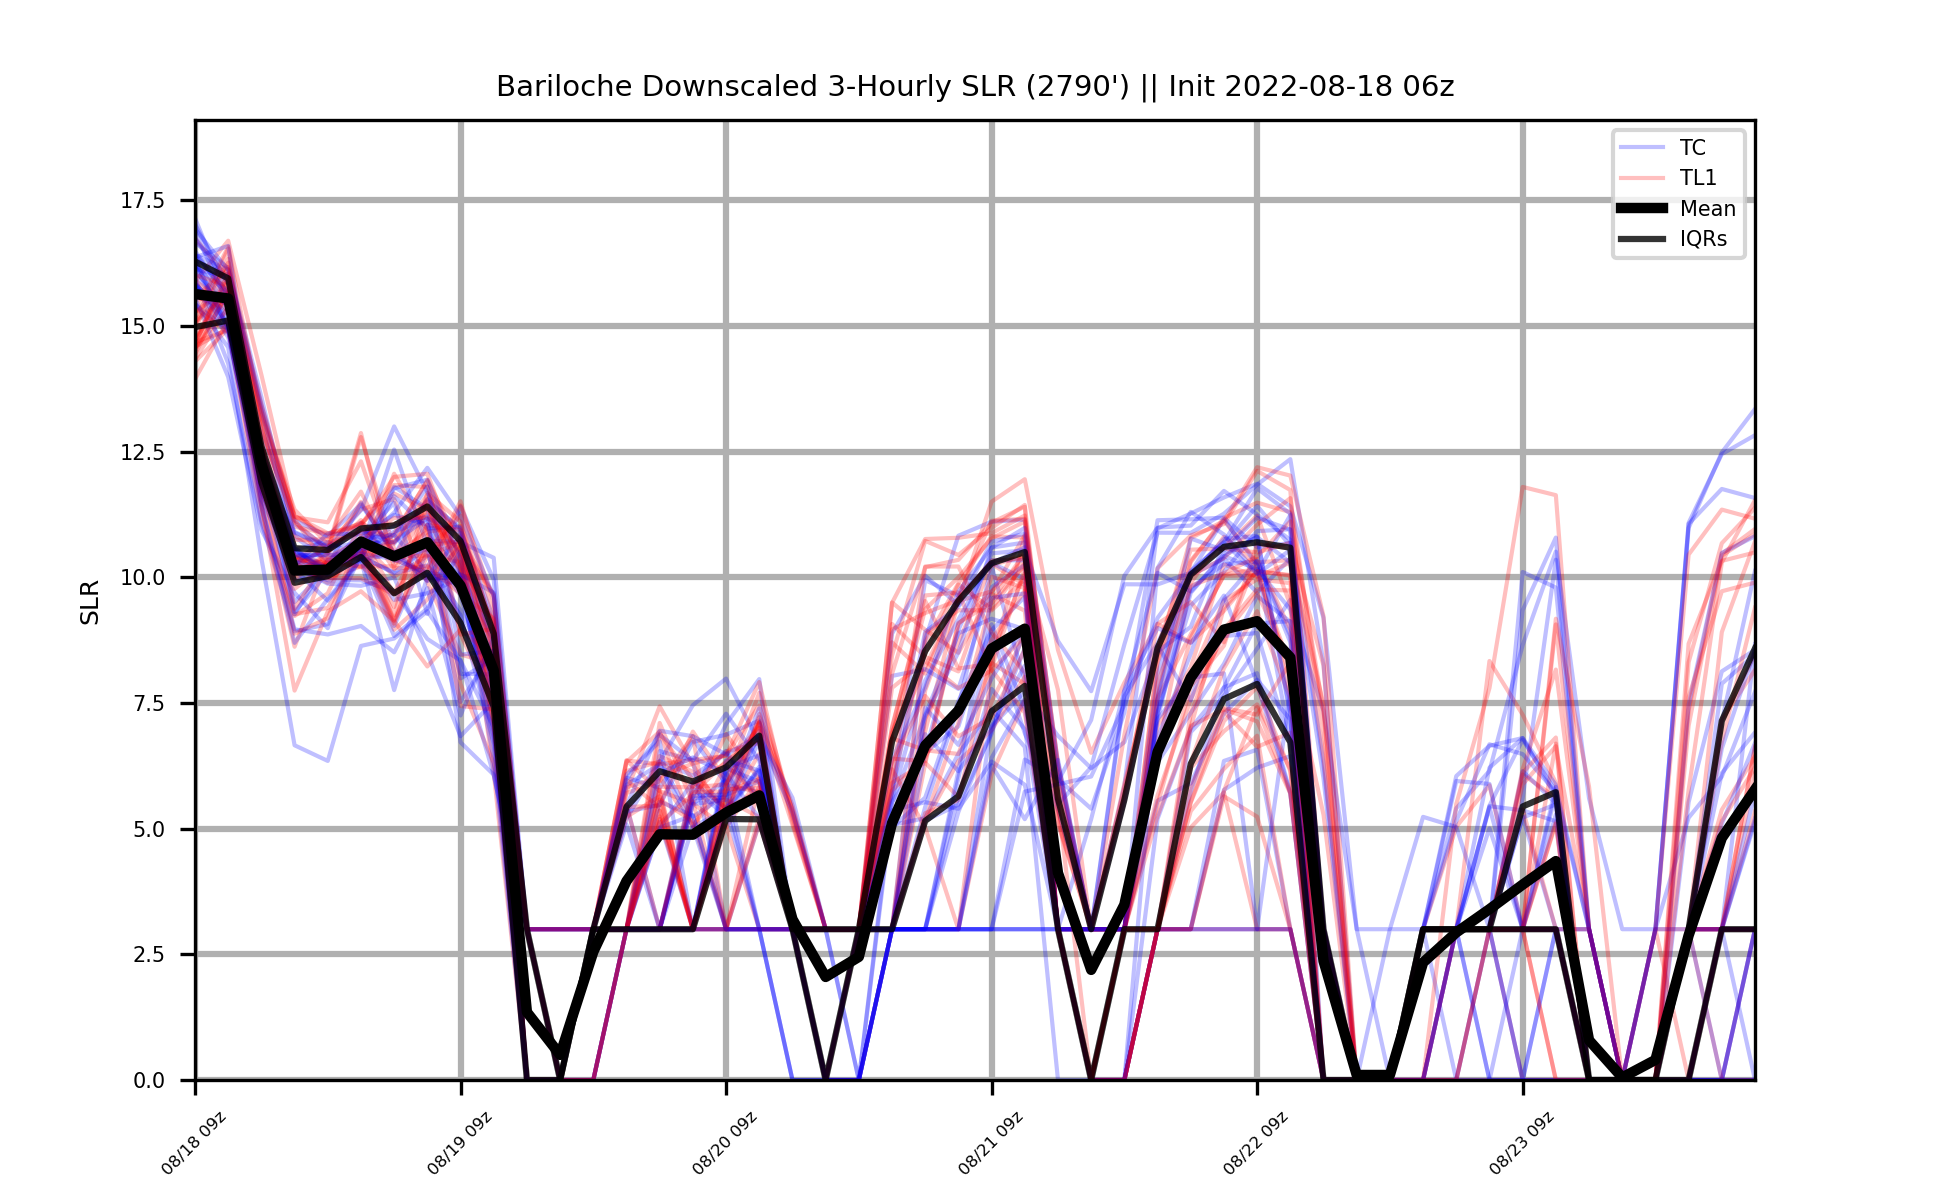 Bariloche Downscaled 3-Hourly SLR (2790') || Init 2022-08-18 06z
TC
TL1
Mean
IQRs
SLR
17.5
15.0
12.5
10.0
7.5
5.0
2.5
0.0
08/18 09z
08/19 09z
08/20 09z
08/21 09z
08/22 09z
08/23 09z